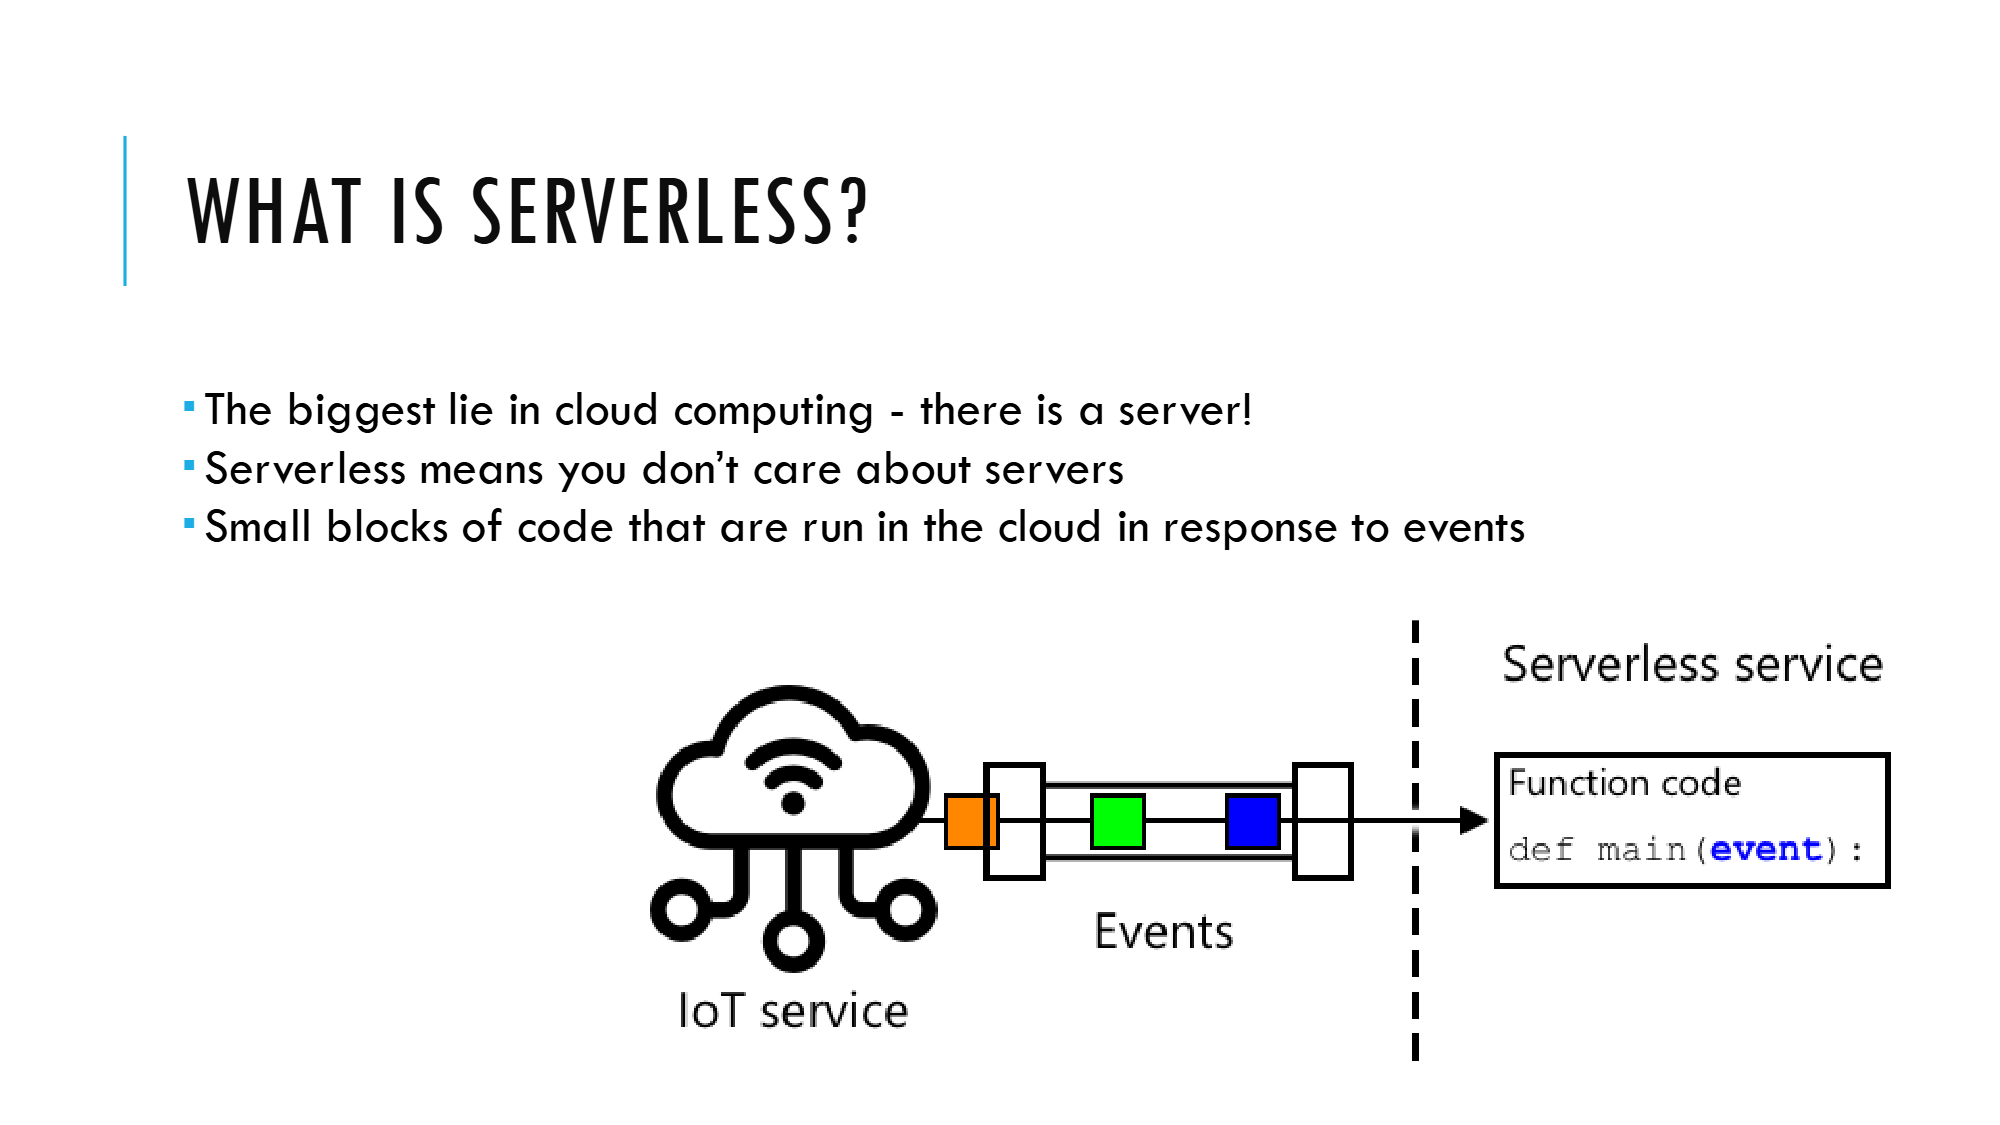 WHAT IS SERVERLESS?
▪ The biggest lie in cloud computing - there is a server!
▪ Serverless means you don’t care about servers
▪ Small blocks of code that are run in the cloud in response to events
Serverless service
Function code
def main(event):
Events
IoT service